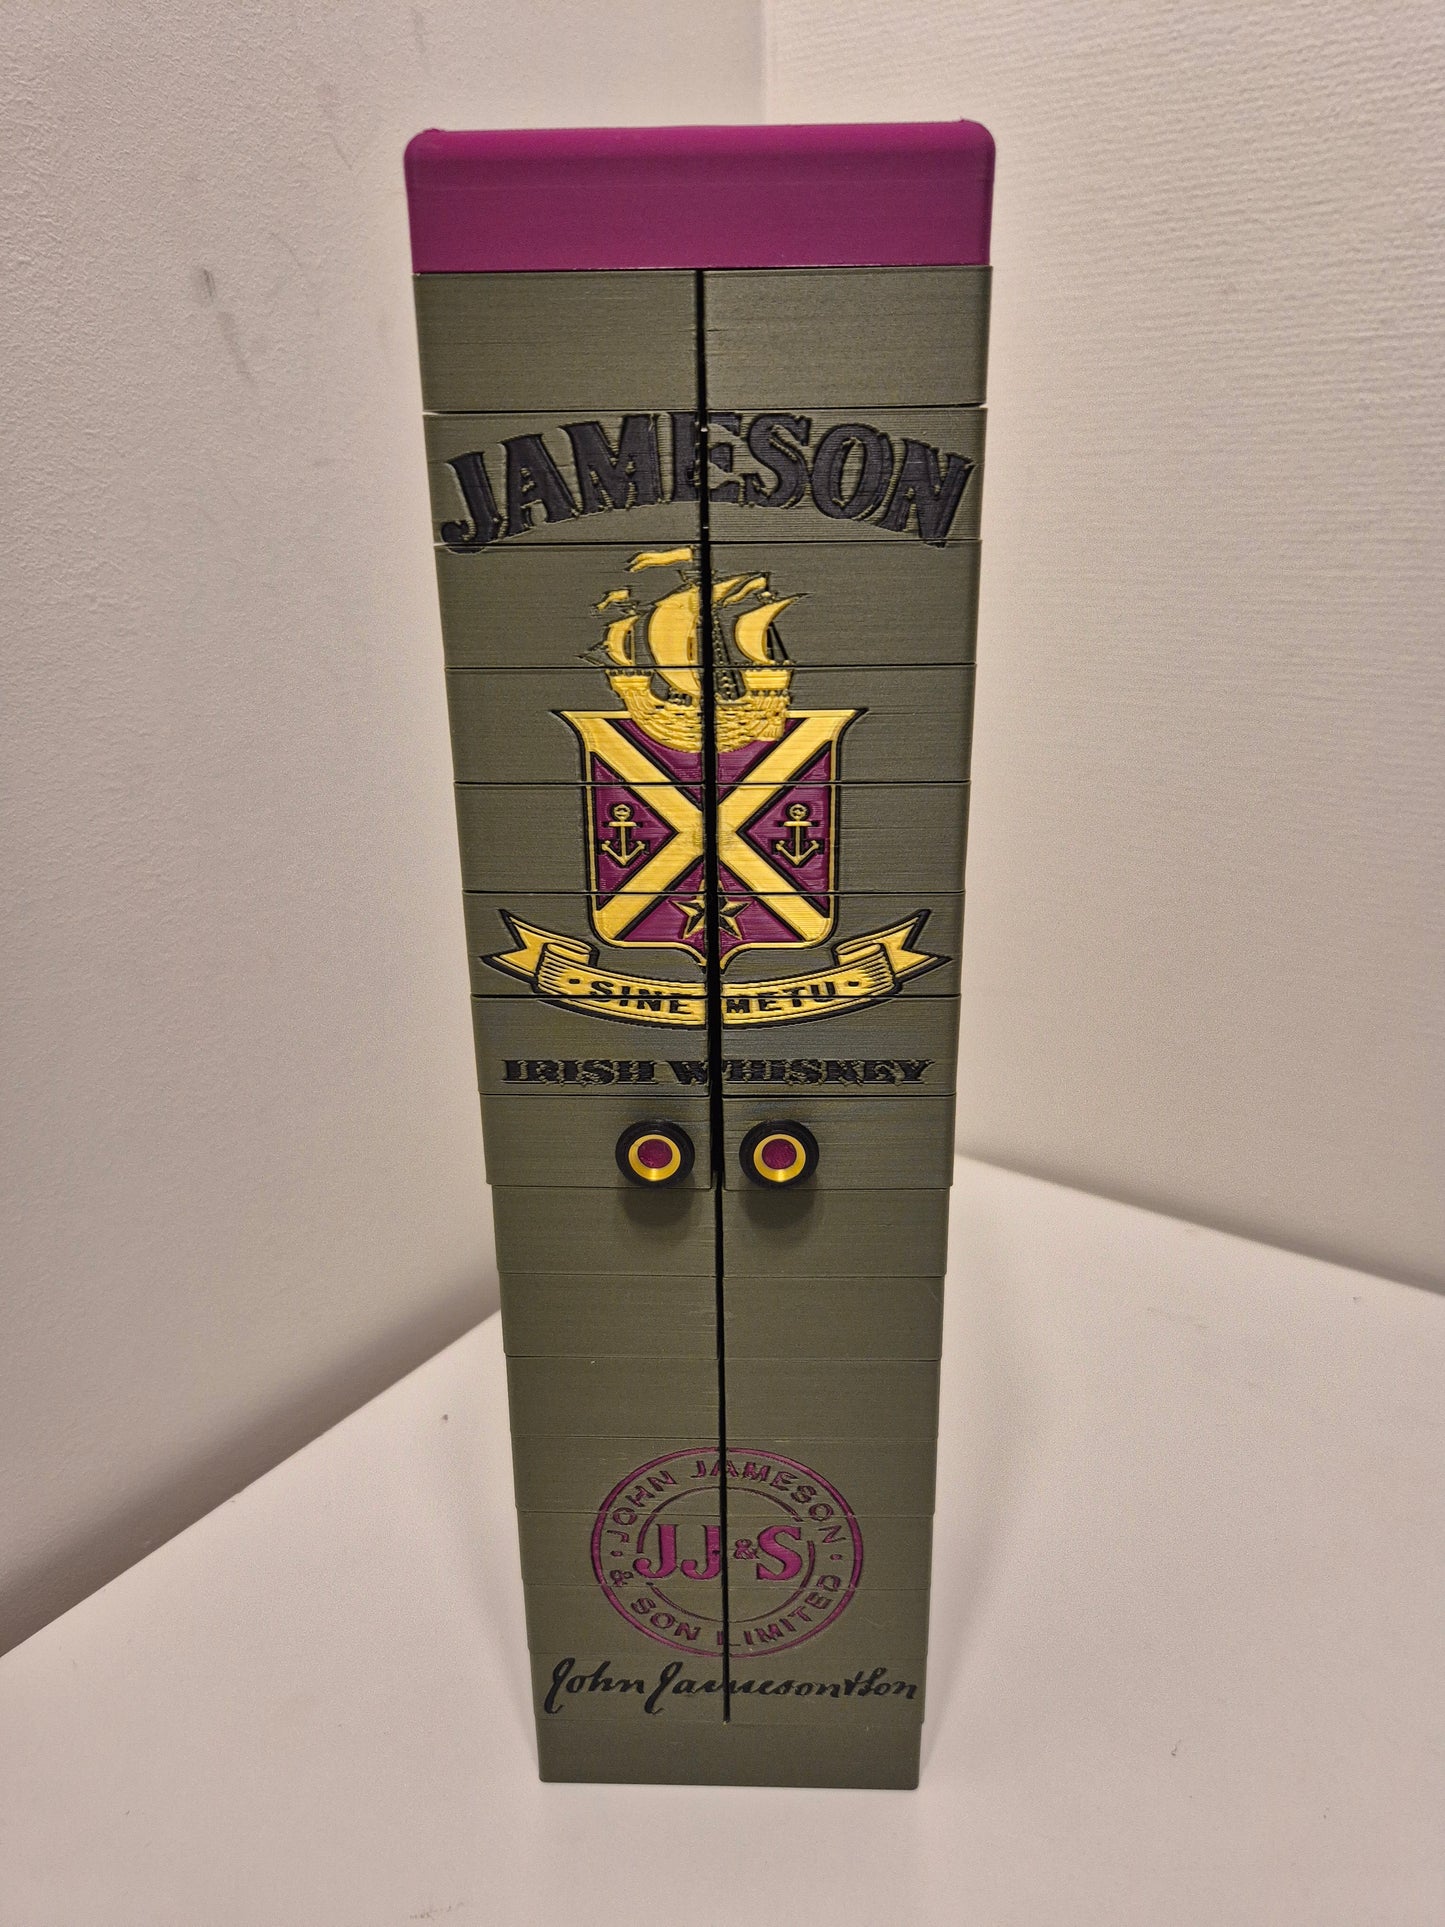 JAMESON
· SINE METU ·
IRISH WHISKEY
· JOHN JAMESON ·
JJ&S
& SON LIMITED
John Jameson & Son